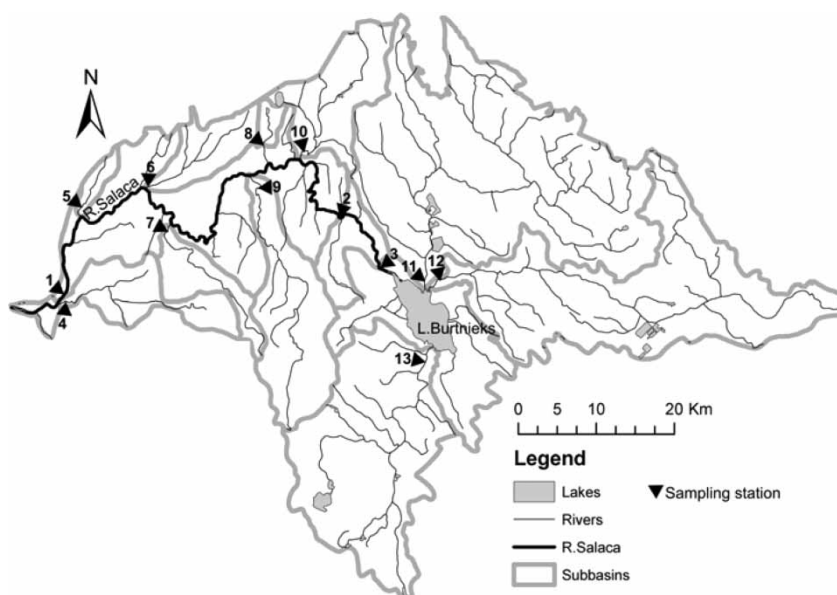 N
8
10
6
5
R.Salaca
9
2
7
3
11
12
1
4
L.Burtnieks
13
0 5 10 20 Km
Legend
Lakes
Sampling station
Rivers
R.Salaca
Subbasins